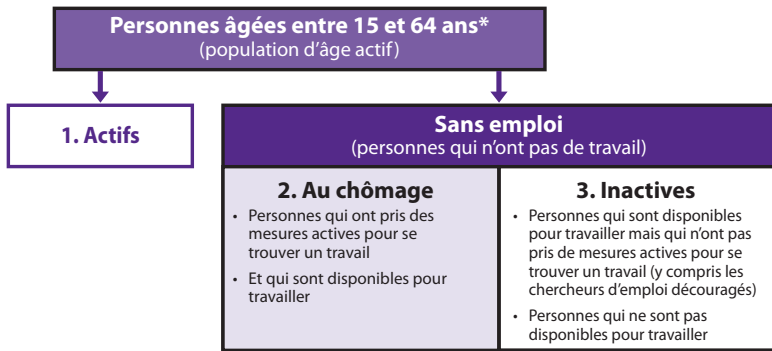 Personnes âgées entre 15 et 64 ans*
(population d'âge actif)
1. Actifs
Sans emploi
(personnes qui n'ont pas de travail)
2. Au chômage
• Personnes qui ont pris des
mesures actives pour se
trouver un travail
• Et qui sont disponibles pour
travailler
3. Inactives
• Personnes qui sont disponibles
pour travailler mais qui n'ont pas
pris de mesures actives pour se
trouver un travail (y compris les
chercheurs d'emploi découragés)
• Personnes qui ne sont pas
disponibles pour travailler